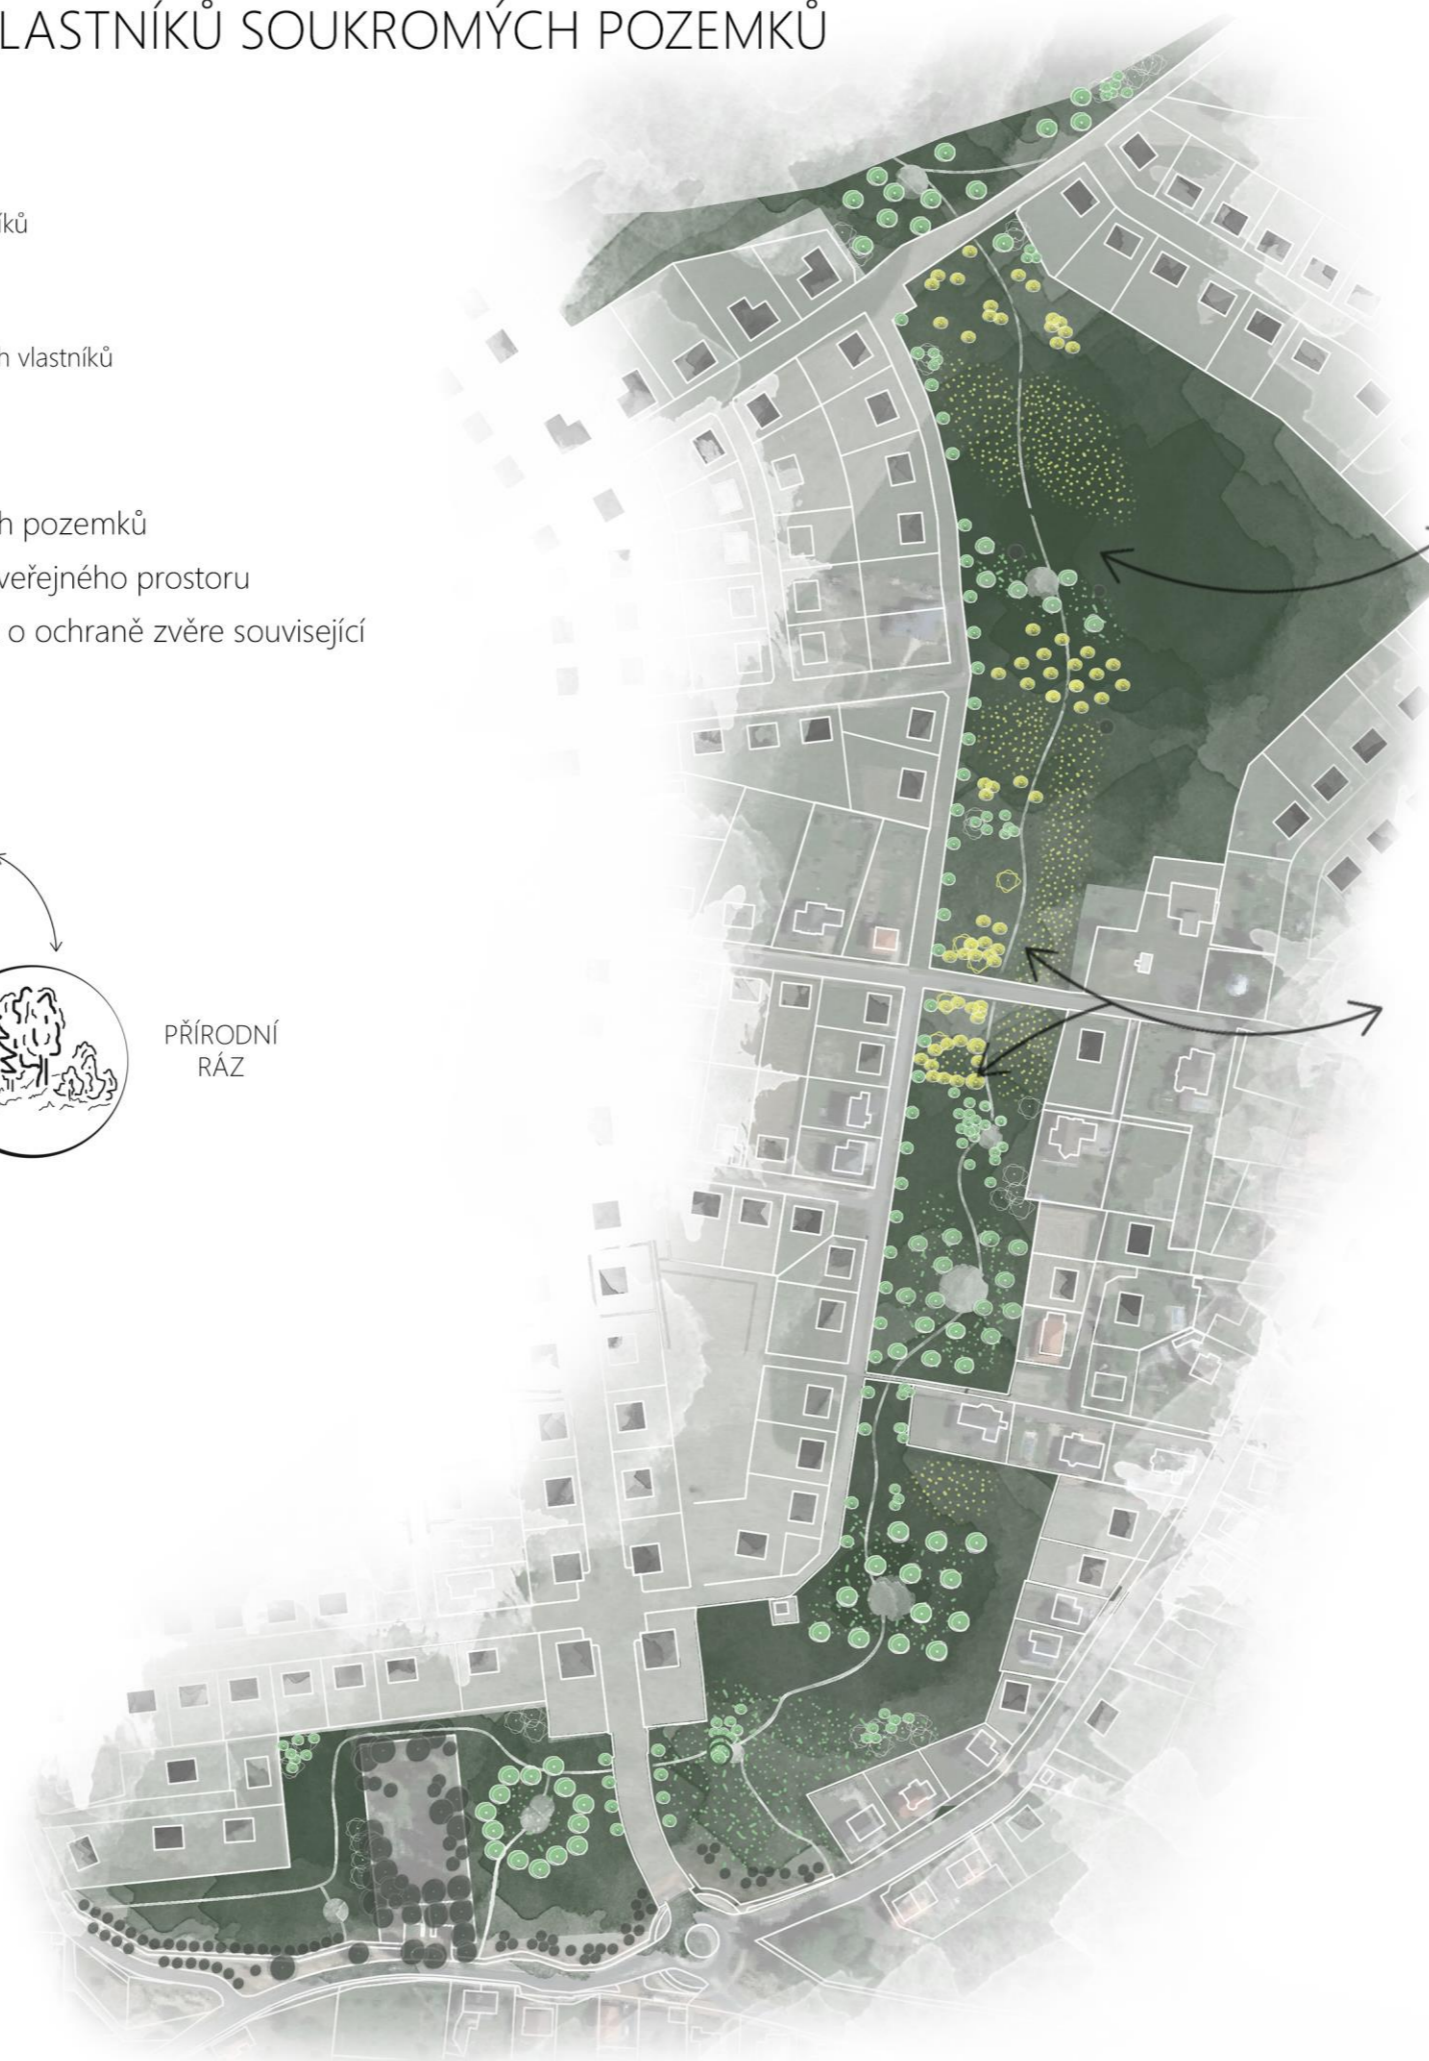 LASTNÍKŮ SOUKROMÝCH POZEMKŮ
íků
h vlastníků
h pozemků
veřejného prostoru
o ochraně zvěre související
PŘÍRODNÍ
RÁZ